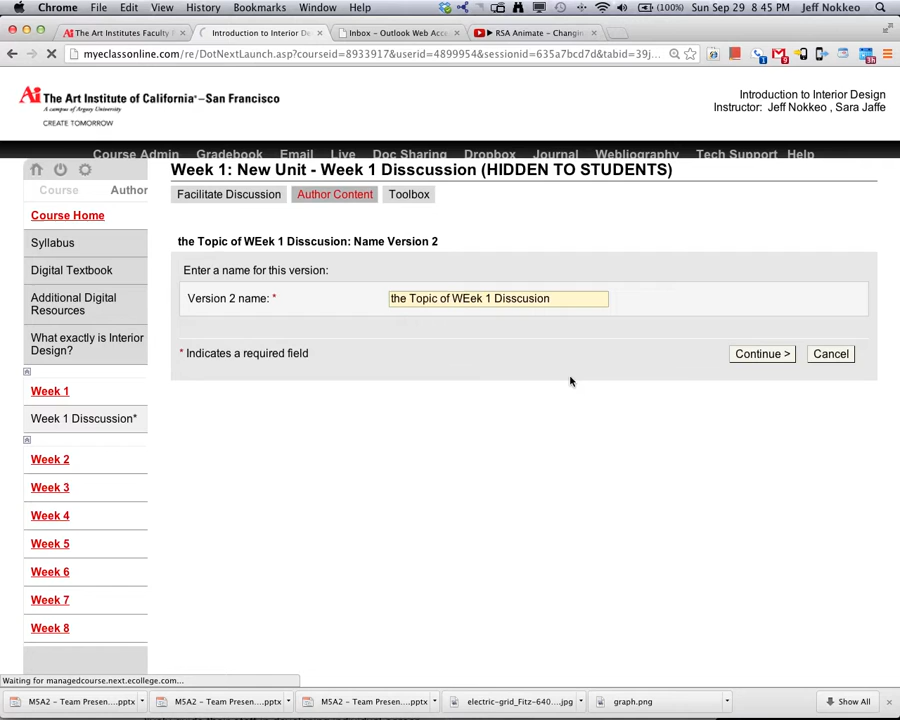 Chrome File Edit View History Bookmarks Window Help (100%) Sun Sept 29 8:45 PM Jeff Nokkeo
The Art Institutes Faculty Introduction to Interior De Inbox – Outlook Web Acce RSA Animate – Changin
myeclassonline.com/re/DotNextLaunch.asp?courseid=8933917&userid=4899954&sessionid=635a7bcd7d&tabid=39j...
Ai The Art Institute of California–San Francisco
A campus of Argosy University
CREATE TOMORROW
Introduction to Interior Design
Instructor: Jeff Nokkeo , Sara Jaffe
Course Admin Gradebook Email Live Doc Sharing Dropbox Journal Webliography Tech Support Help
Course Author
Week 1: New Unit - Week 1 Disscussion (HIDDEN TO STUDENTS)
Facilitate Discussion Author Content Toolbox
Course Home
Syllabus
Digital Textbook
Additional Digital
Resources
What exactly is Interior
Design?
Week 1
Week 1 Disscussion*
Week 2
Week 3
Week 4
Week 5
Week 6
Week 7
Week 8
the Topic of WEek 1 Disscusion: Name Version 2
Enter a name for this version:
Version 2 name: * the Topic of WEek 1 Disscusion
* Indicates a required field
Continue > Cancel
Waiting for managedcourse.next.ecollege.com...
M5A2 – Team Presen....pptx M5A2 – Team Presen....pptx M5A2 – Team Presen....pptx electric-grid_Fitz-640....jpg graph.png Show All